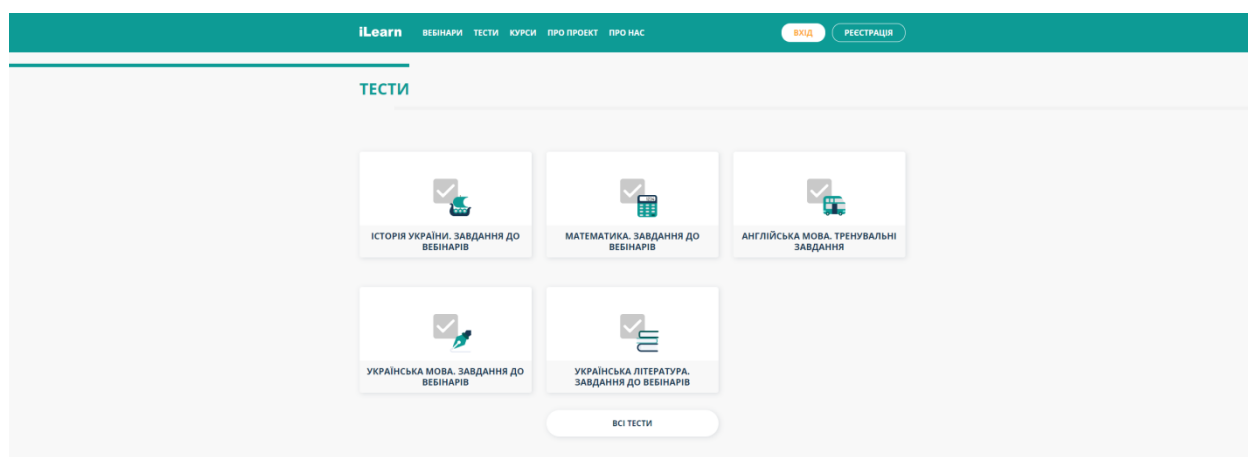 iLearn ВЕБІНАРИ ТЕСТИ КУРСИ ПРО ПРОЕКТ ПРО НАС ВХІД РЕЄСТРАЦІЯ
ТЕСТИ
ІСТОРІЯ УКРАЇНИ. ЗАВДАННЯ ДО
ВЕБІНАРІВ
МАТЕМАТИКА. ЗАВДАННЯ ДО
ВЕБІНАРІВ
АНГЛІЙСЬКА МОВА. ТРЕНУВАЛЬНІ
ЗАВДАННЯ
УКРАЇНСЬКА МОВА. ЗАВДАННЯ ДО
ВЕБІНАРІВ
УКРАЇНСЬКА ЛІТЕРАТУРА.
ЗАВДАННЯ ДО ВЕБІНАРІВ
ВСІ ТЕСТИ